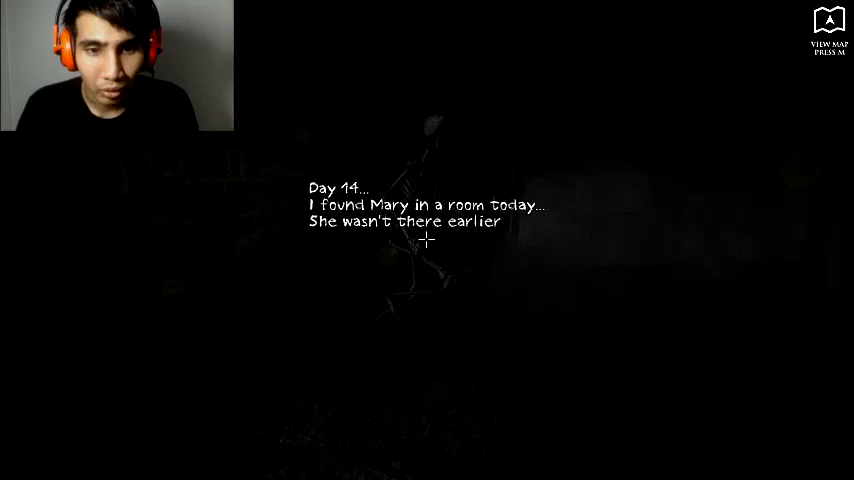 VIEW MAP
PRESS M
Day 14...
I found Mary in a room today...
She wasn't there earlier